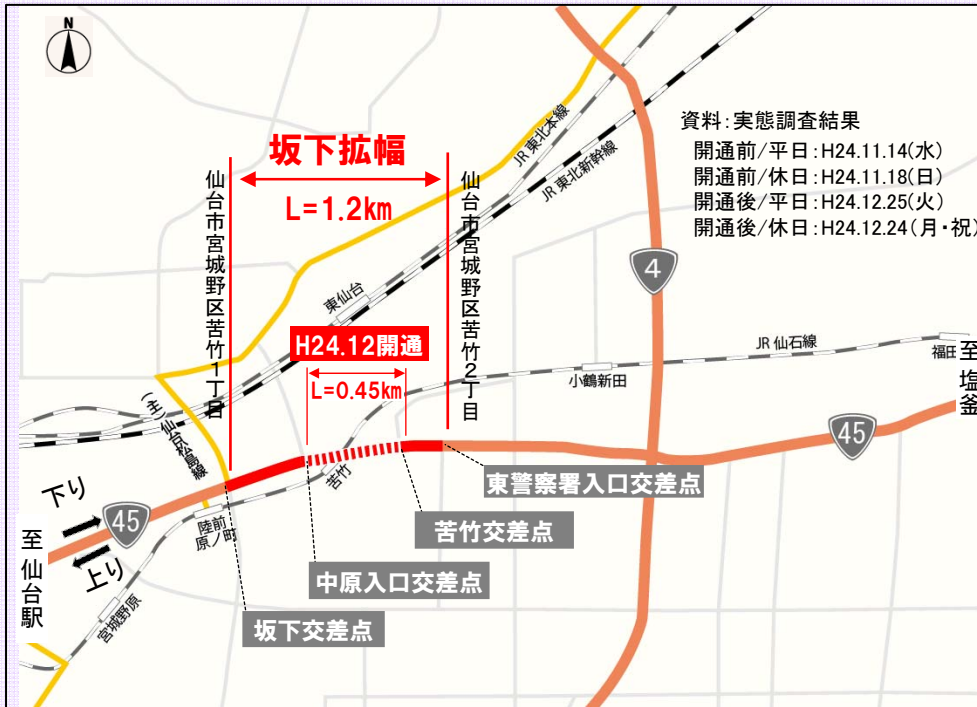 N
資料:実態調査結果
開通前/平日:H24.11.14(水)
開通前/休日:H24.11.18(日)
開通後/平日:H24.12.25(火)
開通後/休日:H24.12.24(月・祝)
JR 東北本線
JR 東北新幹線
坂下拡幅
L=1.2km
仙台市宮城野区苦竹1丁目
仙台市宮城野区苦竹2丁目
4
東仙台
H24.12開通
L=0.45km
JR 仙石線
小鶴新田
福田
至塩釜
(主)仙台松島線
苦竹
45
東警察署入口交差点
下り
45
陸前
原ノ町
苦竹交差点
上り
至仙台駅
中原入口交差点
宮城野原
坂下交差点